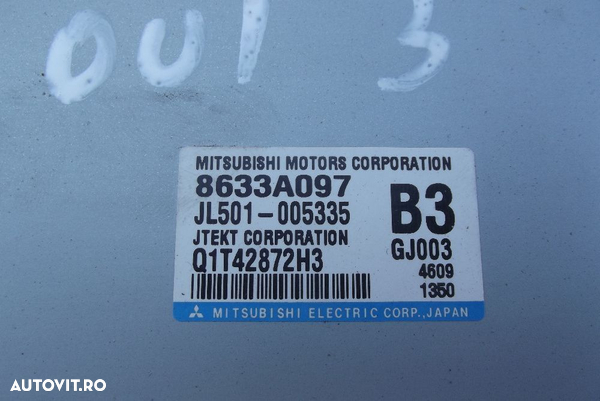 OUT 3
MITSUBISHI MOTORS CORPORATION
8633A097
JL501-005335
B3
JTEKT CORPORATION
GJ003
Q1T42872H3
4609
1350
MITSUBISHI ELECTRIC CORP.,JAPAN
AUTOVIT.RO